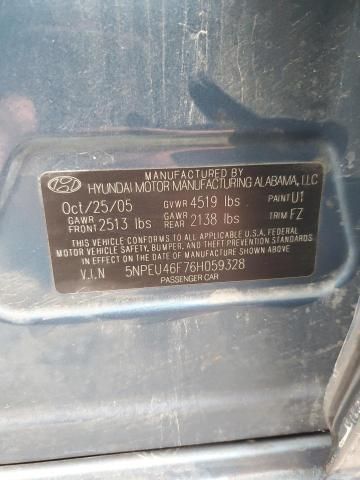 MANUFACTURED BY
HYUNDAI MOTOR MANUFACTURING ALABAMA, LLC
Oct/25/05 GVWR 4519 lbs PAINT U1
GAWR FRONT 2513 lbs GAWR REAR 2138 lbs TRIM FZ
THIS VEHICLE CONFORMS TO ALL APPLICABLE U.S.A. FEDERAL
MOTOR VEHICLE SAFETY, BUMPER, AND THEFT PREVENTION STANDARDS
IN EFFECT ON THE DATE OF MANUFACTURE SHOWN ABOVE
V.I.N 5NPEU46F76H059328
PASSENGER CAR